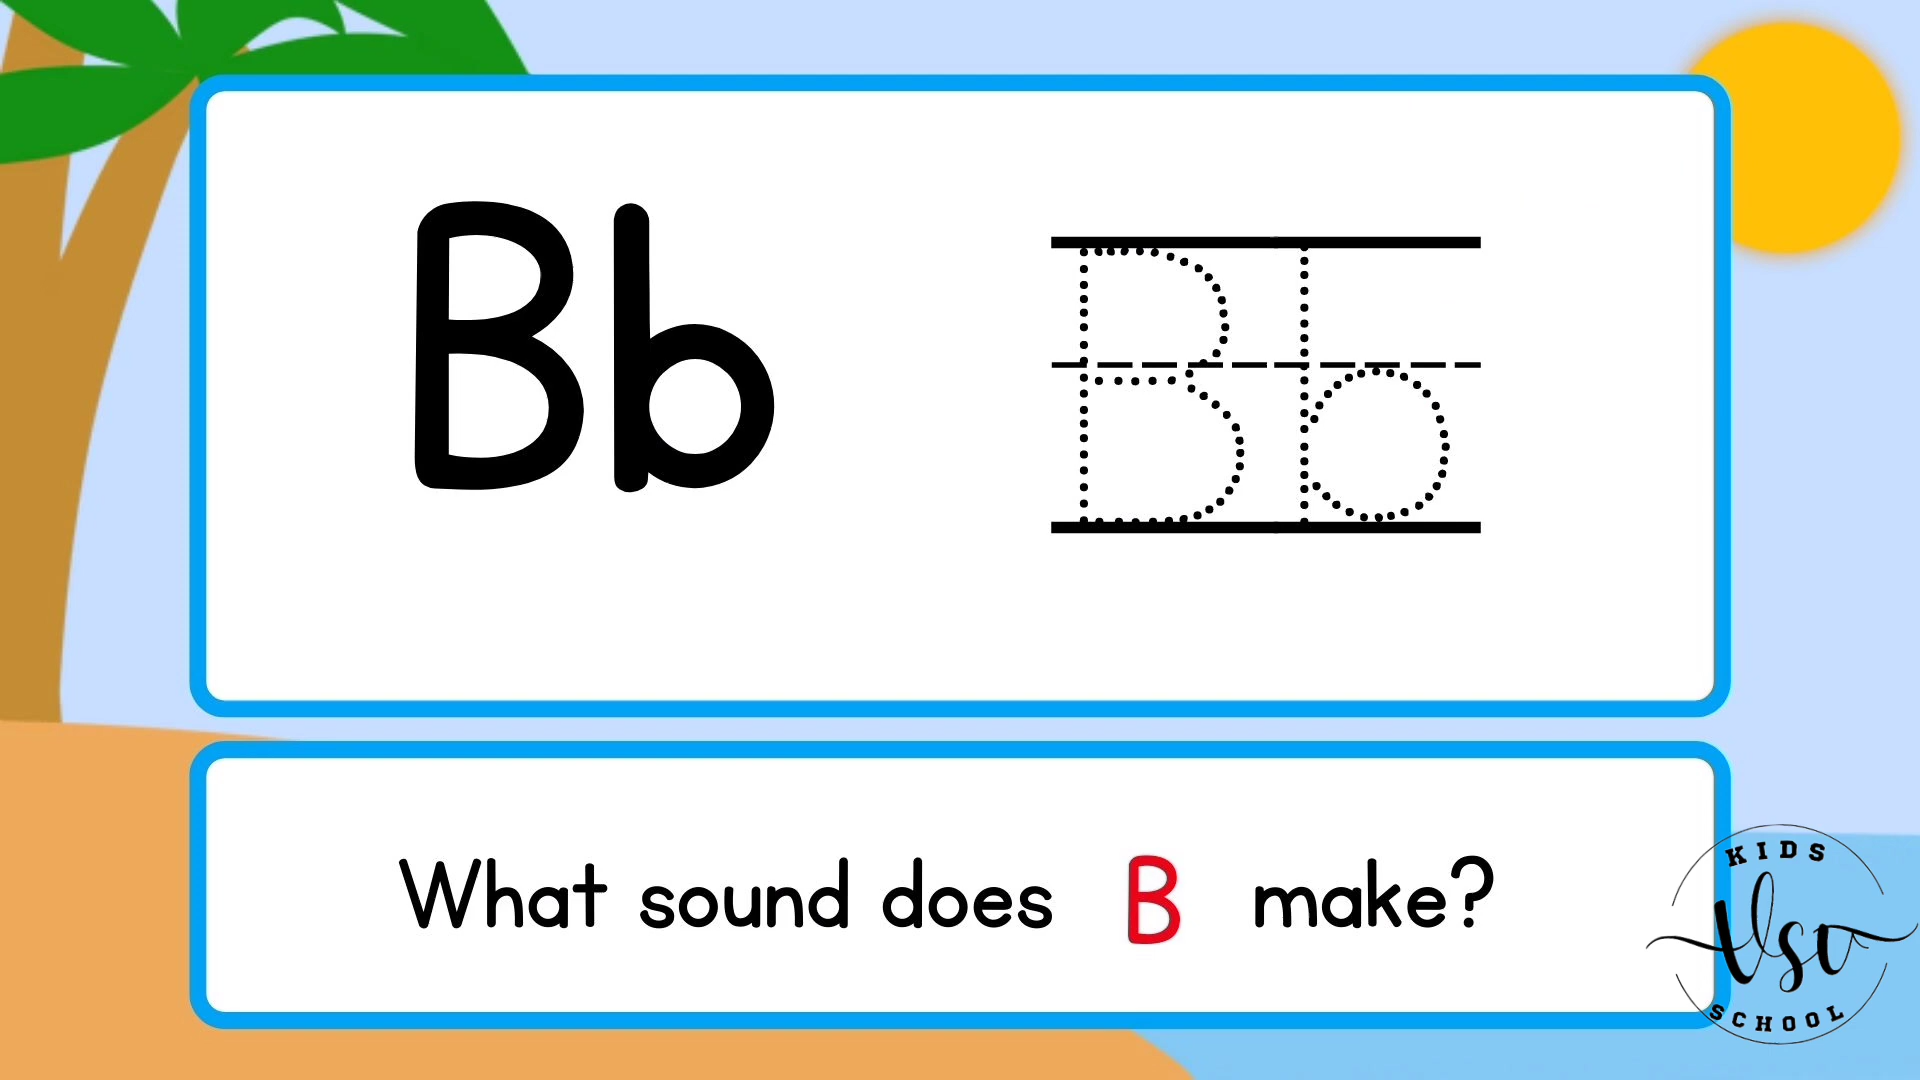 Bb
Bb
What sound does B make?
KIDS
SCHOOL